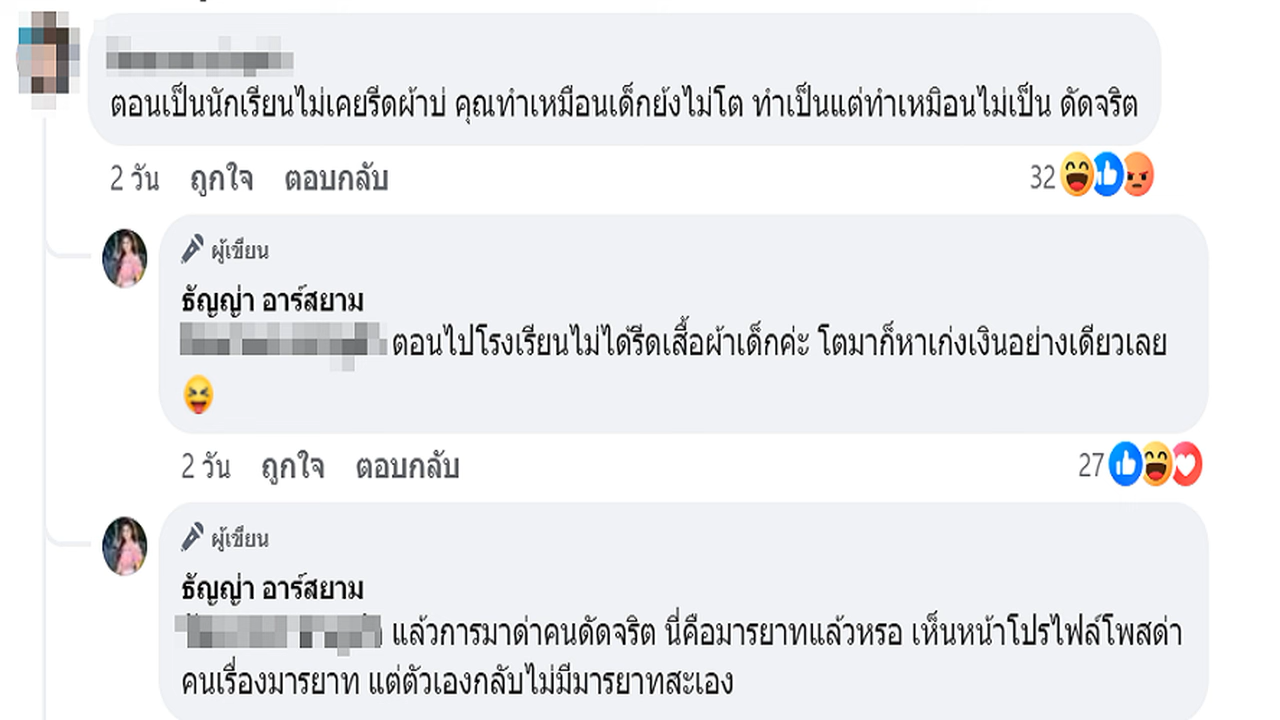 ตอนเป็นนักเรียนไม่เคยรีดผ้าบ่ คุณทำเหมือนเด็กยังไม่โต ทำเป็นแต่ทำเหมือนไม่เป็น ดัดจริต
2 วัน ถูกใจ ตอบกลับ 32
ผู้เขียน
ธัญญ่า อาร์สยาม
ตอนไปโรงเรียนไม่ได้รีดเสื้อผ้าเด็กค่ะ โตมาก็หาเก่งเงินอย่างเดียวเลย
2 วัน ถูกใจ ตอบกลับ 27
ผู้เขียน
ธัญญ่า อาร์สยาม
แล้วการมาด่าคนดัดจริต นี่คือมารยาทแล้วหรอ เห็นหน้าโปรไฟล์โพสด่า
คนเรื่องมารยาท แต่ตัวเองกลับไม่มีมารยาทสะเอง